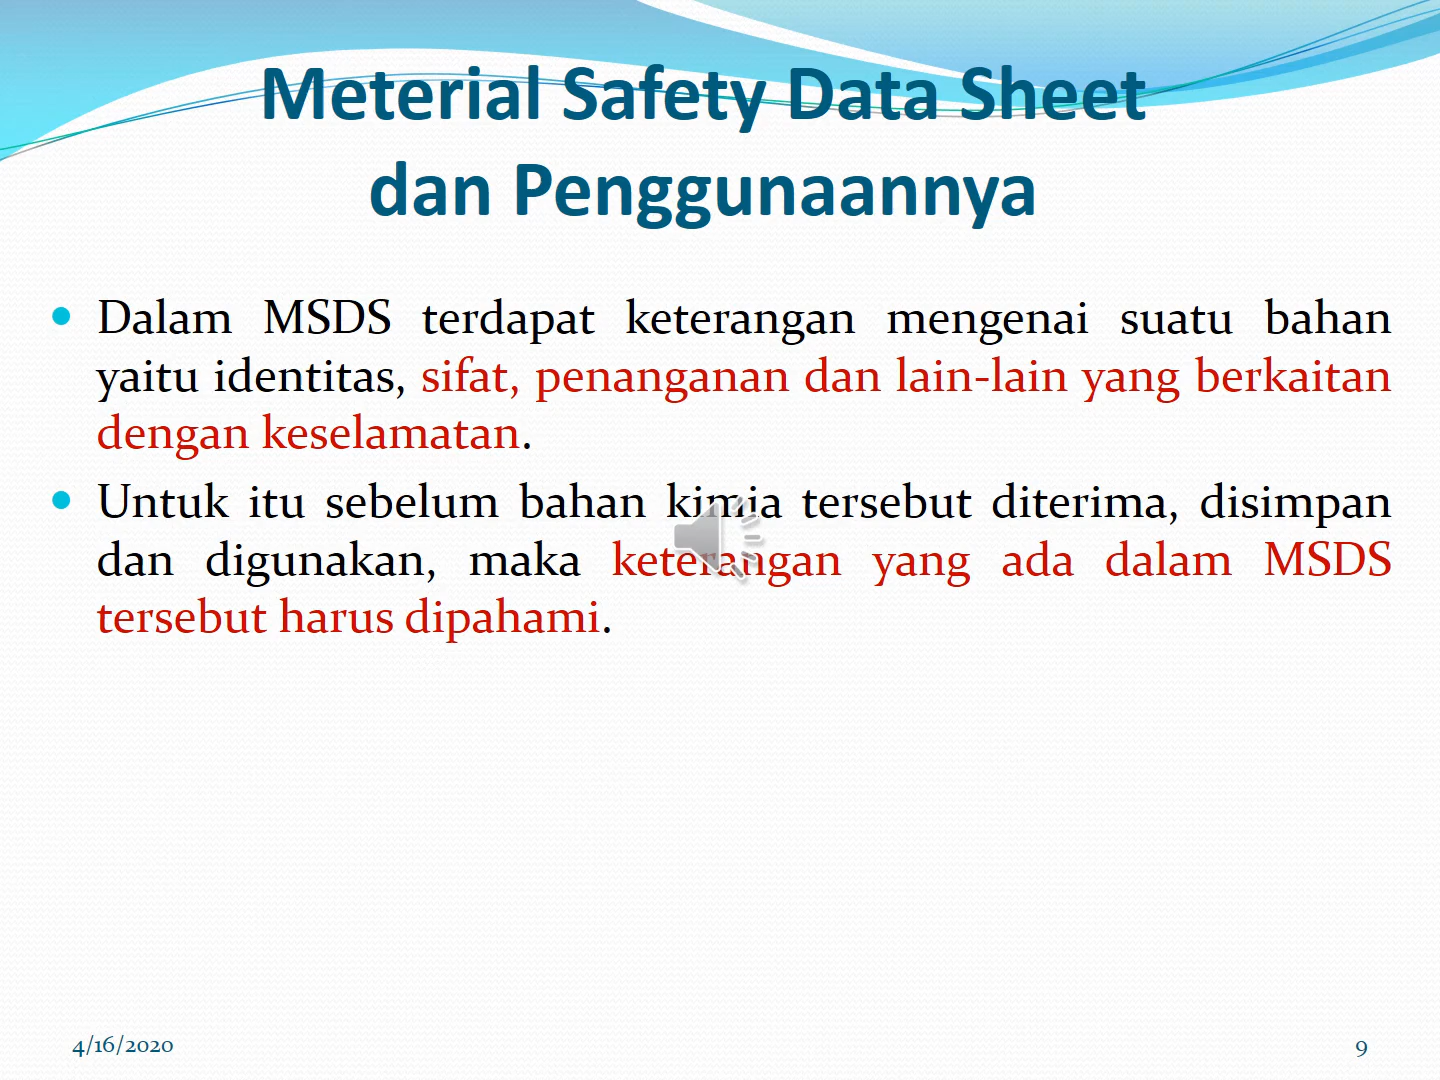 Meterial Safety Data Sheet
dan Penggunaannya
Dalam MSDS terdapat keterangan mengenai suatu bahan
yaitu identitas, sifat, penanganan dan lain-lain yang berkaitan
dengan keselamatan.
Untuk itu sebelum bahan kimia tersebut diterima, disimpan
dan digunakan, maka keterangan yang ada dalam MSDS
tersebut harus dipahami.
4/16/2020
9